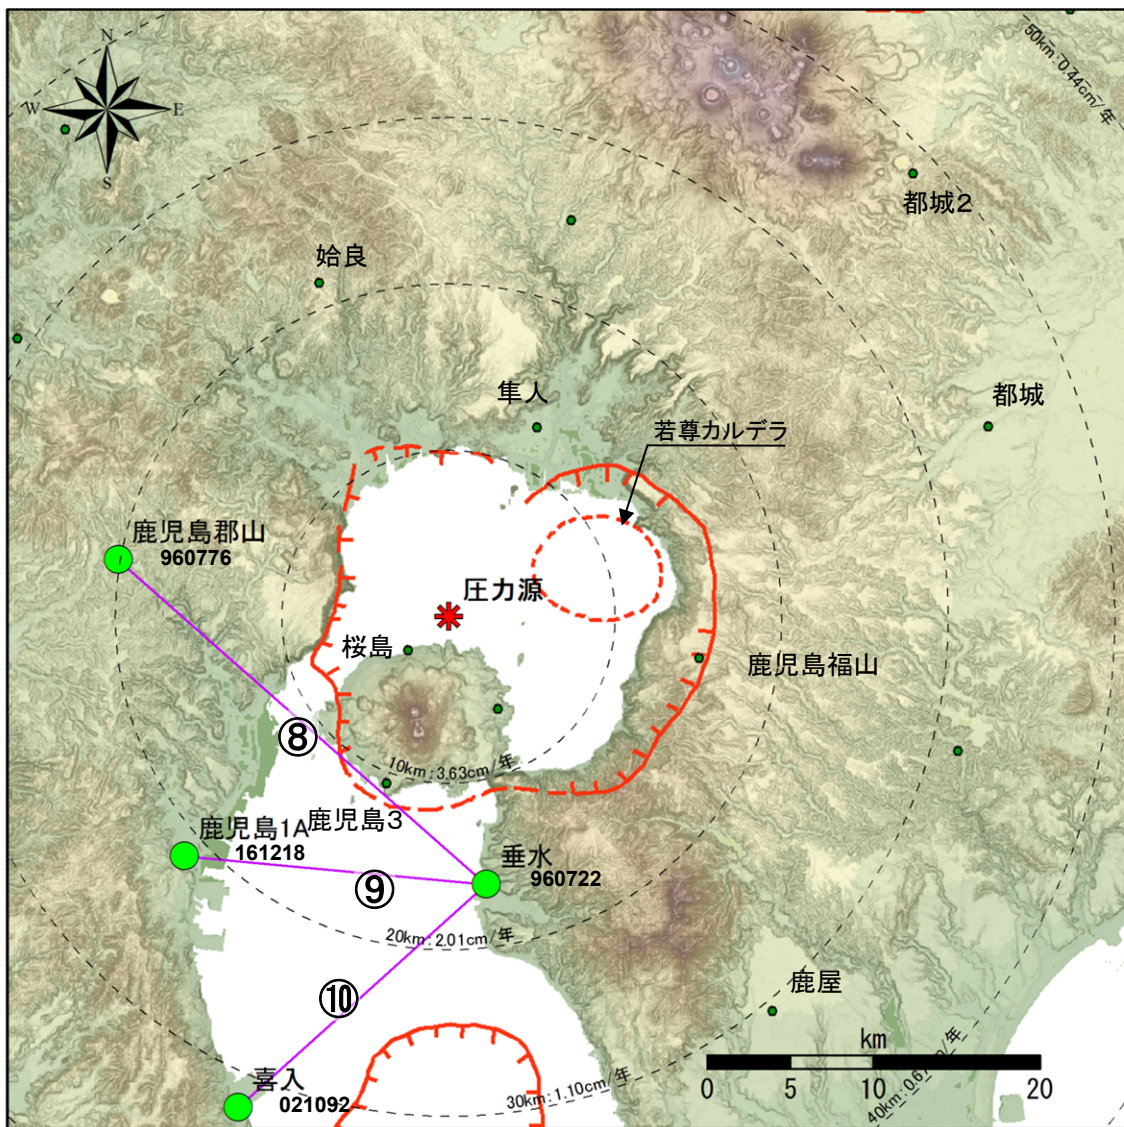 N
W
E
S
50km:0.44cm/年
都城２
姶良
隼人
都城
若尊カルデラ
鹿児島郡山
960776
圧力源
桜島
鹿児島福山
⑧
10km:3.63cm/年
鹿児島3
鹿児島1A
161218
垂水
960722
⑨
20km:2.01cm/年
鹿屋
⑩
km
0
5
10
20
喜入
021092
30km:1.10cm/年